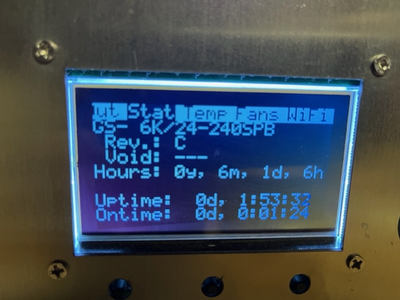 Out Stat Temp Fans WiFi
GS- 6K/24-240SPB
Rev.: C
Void: ---
Hours: 0y, 6m, 1d, 6h
Uptime: 0d, 1:53:33
Ontime: 0d, 0:01:24